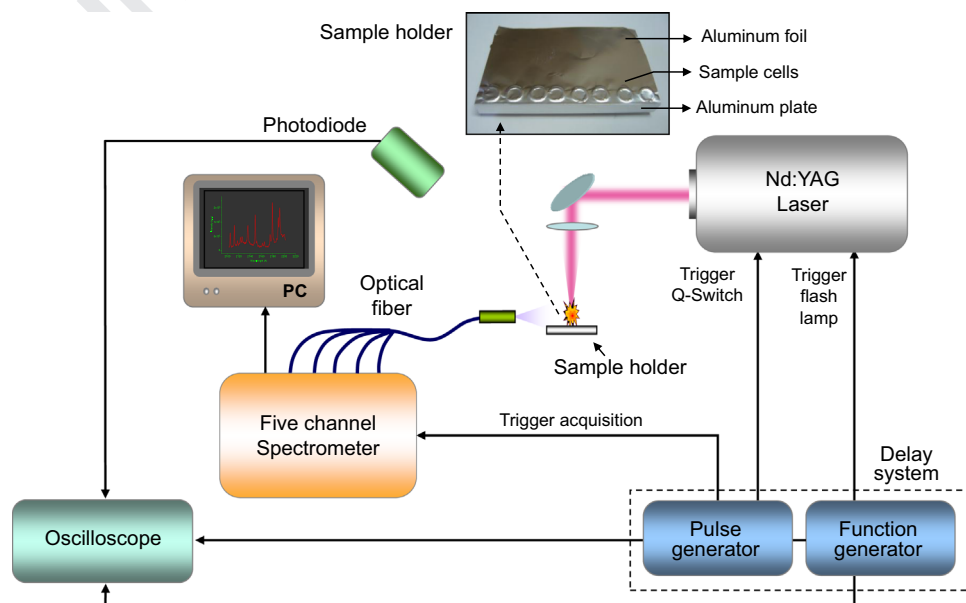 Sample holder
Aluminum foil
Sample cells
Aluminum plate
Photodiode
Nd:YAG
Laser
PC
Optical
fiber
Trigger
Q-Switch
Trigger
flash
lamp
Sample holder
Five channel
Spectrometer
Trigger acquisition
Delay
system
Oscilloscope
Pulse
generator
Function
generator